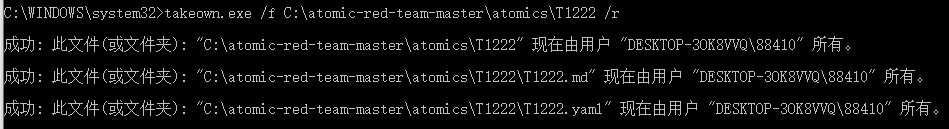 C:\WINDOWS\system32>takeown.exe /f C:\atomic-red-team-master\atomics\T1222 /r
成功: 此文件(或文件夹): "C:\atomic-red-team-master\atomics\T1222" 现在由用户 "DESKTOP-3OK8VVQ\88410" 所有。
成功: 此文件(或文件夹): "C:\atomic-red-team-master\atomics\T1222\T1222.md" 现在由用户 "DESKTOP-3OK8VVQ\88410" 所有。
成功: 此文件(或文件夹): "C:\atomic-red-team-master\atomics\T1222\T1222.yaml" 现在由用户 "DESKTOP-3OK8VVQ\88410" 所有。